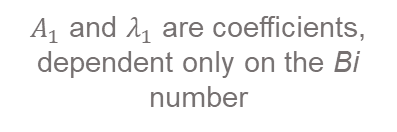 A₁ and λ₁ are coefficients,
dependent only on the Bi
number